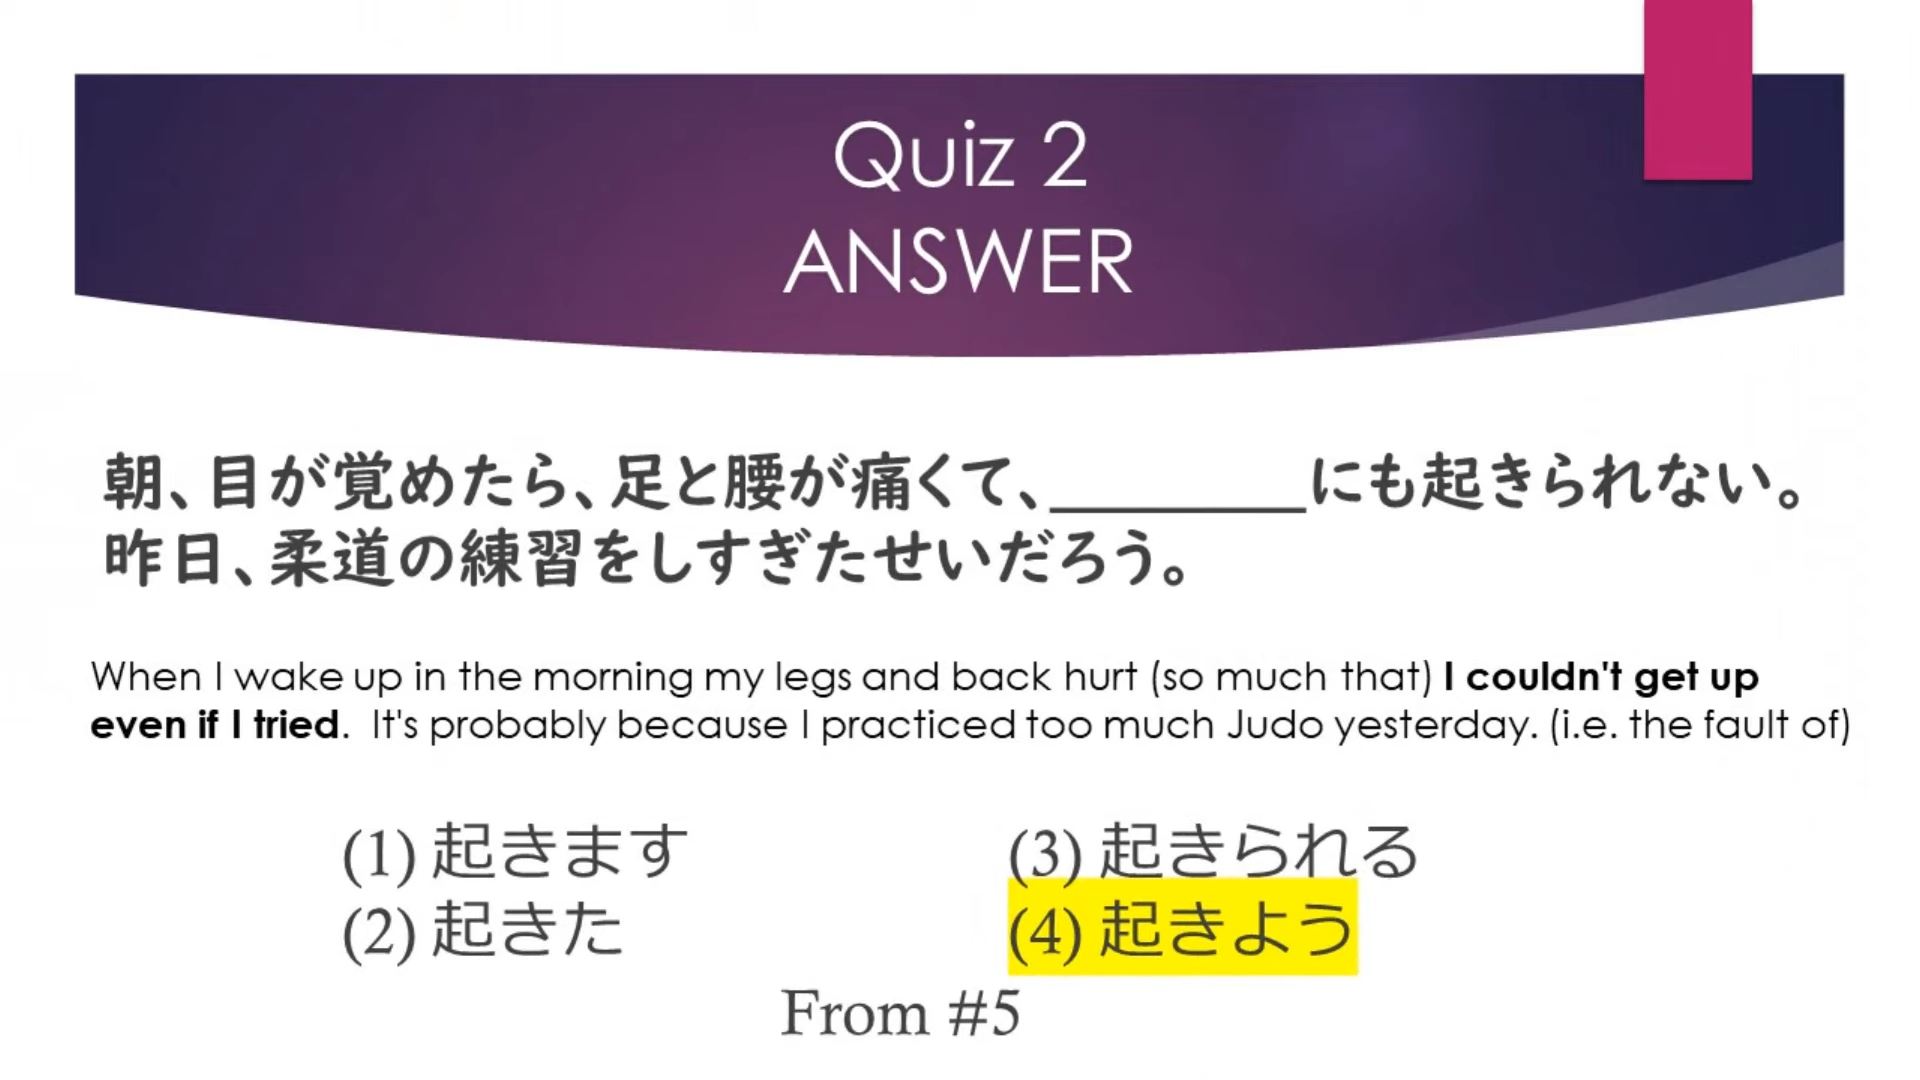 Quiz 2
ANSWER
朝、目が覚めたら、足と腰が痛くて、________にも起きられない。
昨日、柔道の練習をしすぎたせいだろう。
When I wake up in the morning my legs and back hurt (so much that) I couldn't get up
even if I tried.  It's probably because I practiced too much Judo yesterday. (i.e. the fault of)
(1) 起きます
(2) 起きた
(3) 起きられる
(4) 起きよう
From #5